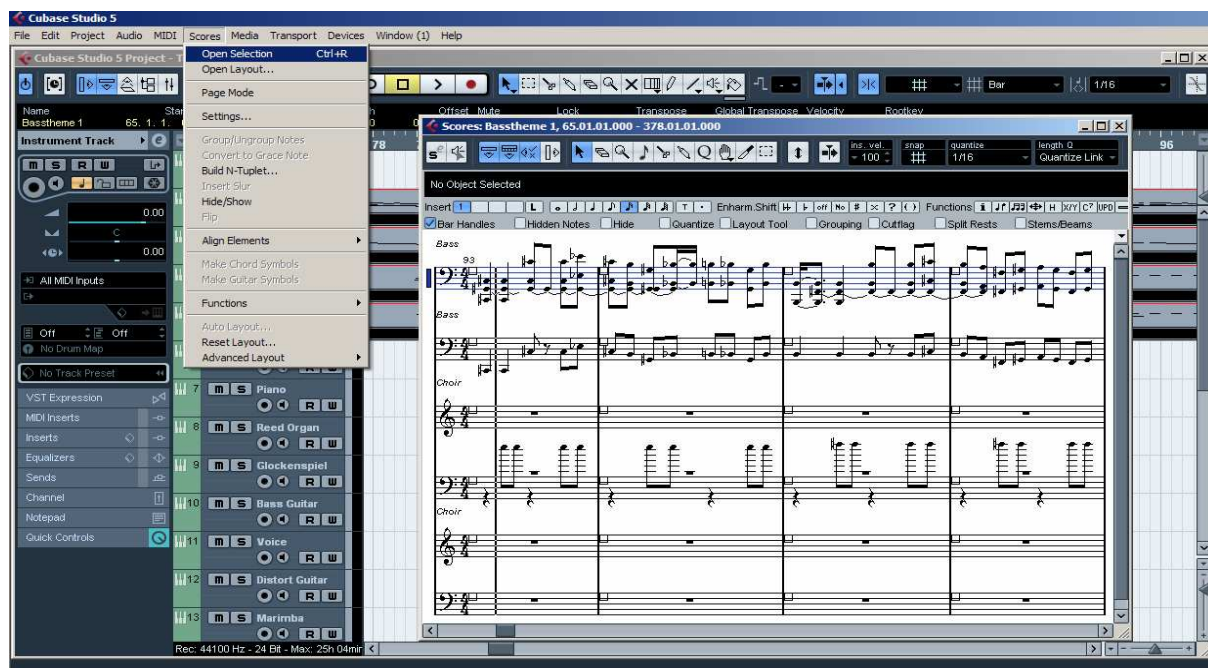 Cubase Studio 5
File Edit Project Audio MIDI Scores Media Transport Devices Window (1) Help
Cubase Studio 5 Project - T
Open Selection Ctrl+R
Open Layout...
Page Mode
Settings...
Group/Ungroup Notes
Convert to Grace Note
Build N-Tuplet...
Insert Slur
Hide/Show
Flip
Align Elements
Make Chord Symbols
Make Guitar Symbols
Functions
Auto Layout...
Reset Layout...
Advanced Layout
Bar
1/16
Name
Offset Mute Lock Transpose Global Transpose Velocity Rootkey
Basstheme 1 65. 1. 1.
Instrument Track
78
96
M S R W
0.00
C
0.00
All MIDI Inputs
Off Off
No Drum Map
No Track Preset
VST Expression
MIDI Inserts
Inserts
Equalizers
Sends
Channel
Notepad
Quick Controls
7 M S Piano
R W
8 M S Reed Organ
R W
9 M S Glockenspiel
R W
10 M S Bass Guitar
R W
11 M S Voice
R W
12 M S Distort Guitar
R W
13 M S Marimba
R W
Rec: 44100 Hz - 24 Bit - Max: 25h 04min
Scores: Basstheme 1, 65.01.01.000 - 378.01.01.000
ins. vel. snap quantize length Q
100 1/16 Quantize Link
No Object Selected
Insert 1 L T Enharm.Shift off No # x ? ( ) Functions i H X/Y C7 UPD
Bar Handles Hidden Notes Hide Quantize Layout Tool Grouping Cutflag Split Rests Stems/Beams
Bass
93
Bass
Choir
Choir